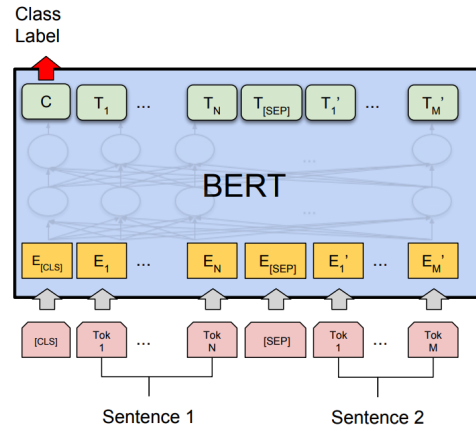 Class
Label
C T1 ... TN T[SEP] T1' ... TM'
...
BERT
...
E[CLS] E1 ... EN E[SEP] E1' ... EM'
[CLS] Tok 1 ... Tok N [SEP] Tok 1 ... Tok M
Sentence 1 Sentence 2